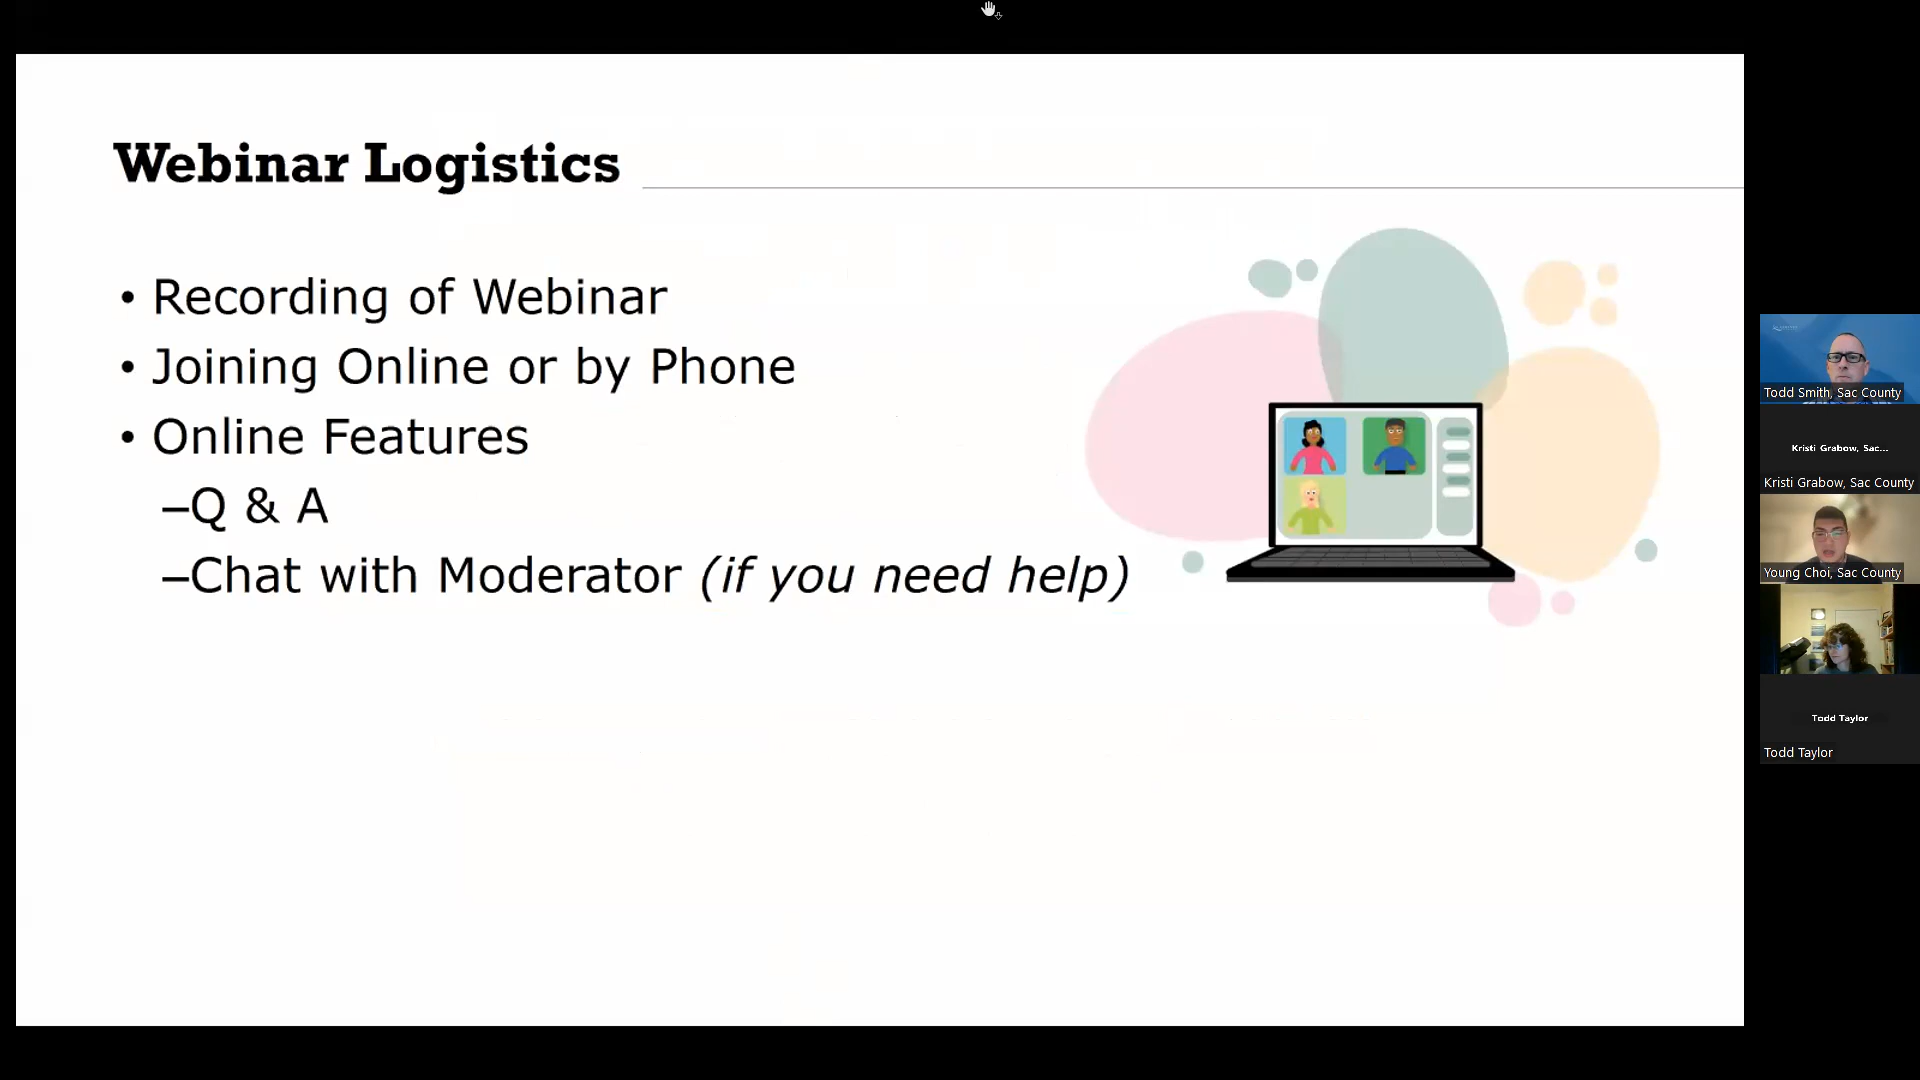 Webinar Logistics
• Recording of Webinar
• Joining Online or by Phone
• Online Features
–Q & A
–Chat with Moderator (if you need help)
Todd Smith, Sac County
Kristi Grabow, Sac...
Kristi Grabow, Sac County
Young Choi, Sac County
Todd Taylor
Todd Taylor